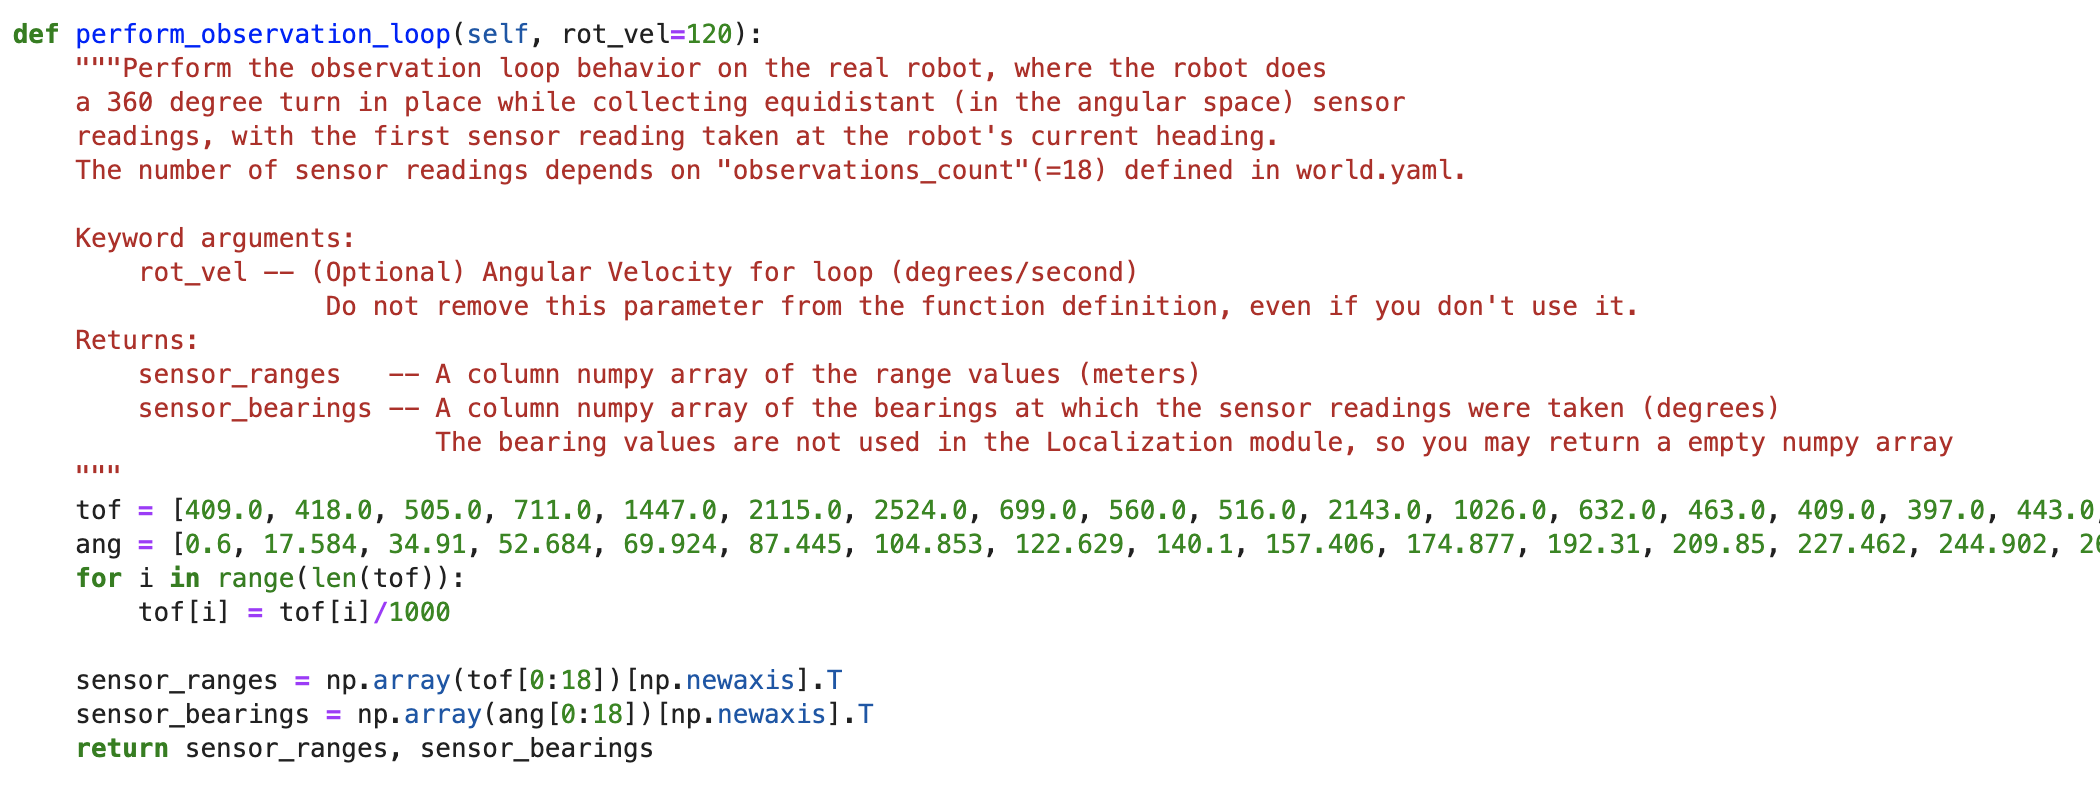 def perform_observation_loop(self, rot_vel=120):
    """Perform the observation loop behavior on the real robot, where the robot does
    a 360 degree turn in place while collecting equidistant (in the angular space) sensor
    readings, with the first sensor reading taken at the robot's current heading.
    The number of sensor readings depends on "observations_count"(=18) defined in world.yaml.

    Keyword arguments:
        rot_vel -- (Optional) Angular Velocity for loop (degrees/second)
                    Do not remove this parameter from the function definition, even if you don't use it.
    Returns:
        sensor_ranges   -- A column numpy array of the range values (meters)
        sensor_bearings -- A column numpy array of the bearings at which the sensor readings were taken (degrees)
                           The bearing values are not used in the Localization module, so you may return a empty numpy array
    """
    tof = [409.0, 418.0, 505.0, 711.0, 1447.0, 2115.0, 2524.0, 699.0, 560.0, 516.0, 2143.0, 1026.0, 632.0, 463.0, 409.0, 397.0, 443.0,
    ang = [0.6, 17.584, 34.91, 52.684, 69.924, 87.445, 104.853, 122.629, 140.1, 157.406, 174.877, 192.31, 209.85, 227.462, 244.902,
    for i in range(len(tof)):
        tof[i] = tof[i]/1000

    sensor_ranges = np.array(tof[0:18])[np.newaxis].T
    sensor_bearings = np.array(ang[0:18])[np.newaxis].T
    return sensor_ranges, sensor_bearings